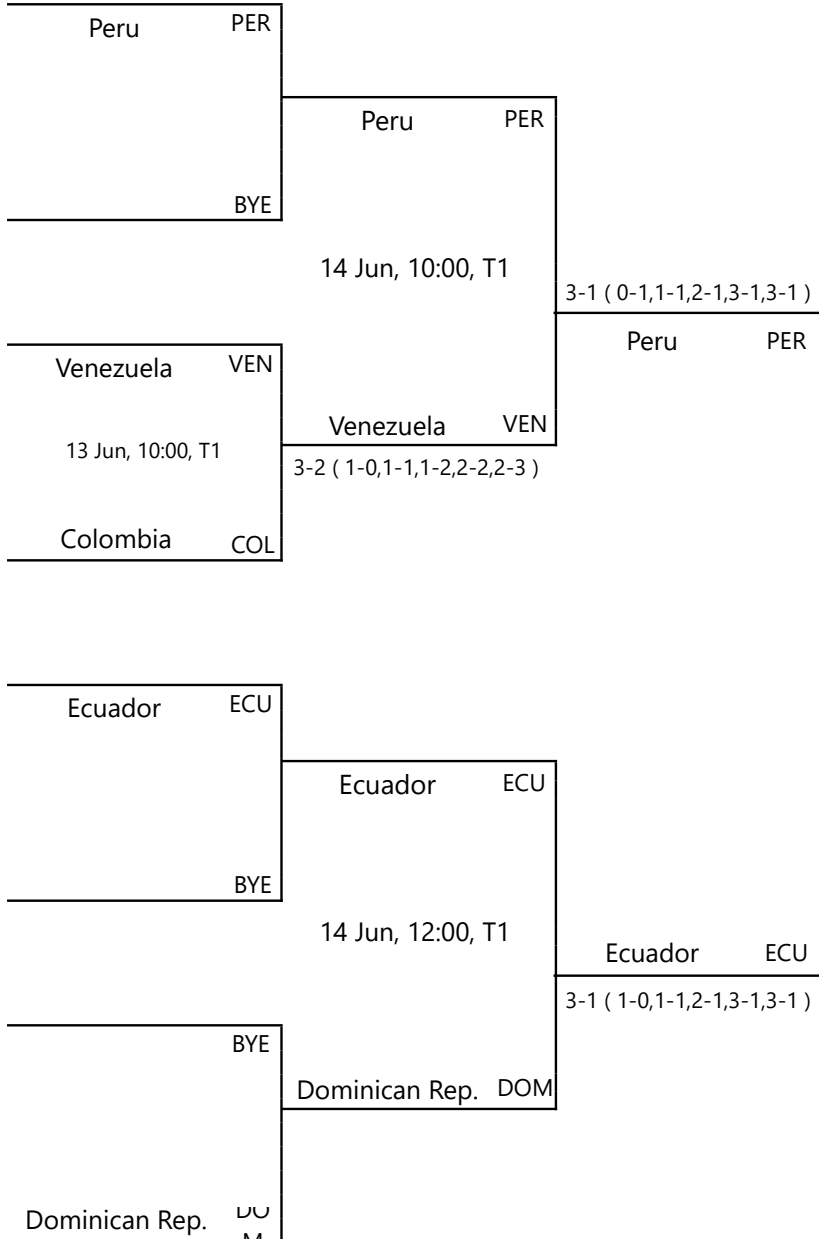 Peru PER
Peru PER
BYE
14 Jun, 10:00, T1
3-1 ( 0-1,1-1,2-1,3-1,3-1 )
Peru PER
Venezuela VEN
Venezuela VEN
13 Jun, 10:00, T1
3-2 ( 1-0,1-1,1-2,2-2,2-3 )
Colombia COL
Ecuador ECU
Ecuador ECU
BYE
14 Jun, 12:00, T1
Ecuador ECU
3-1 ( 1-0,1-1,2-1,3-1,3-1 )
BYE
Dominican Rep. DOM
Dominican Rep.